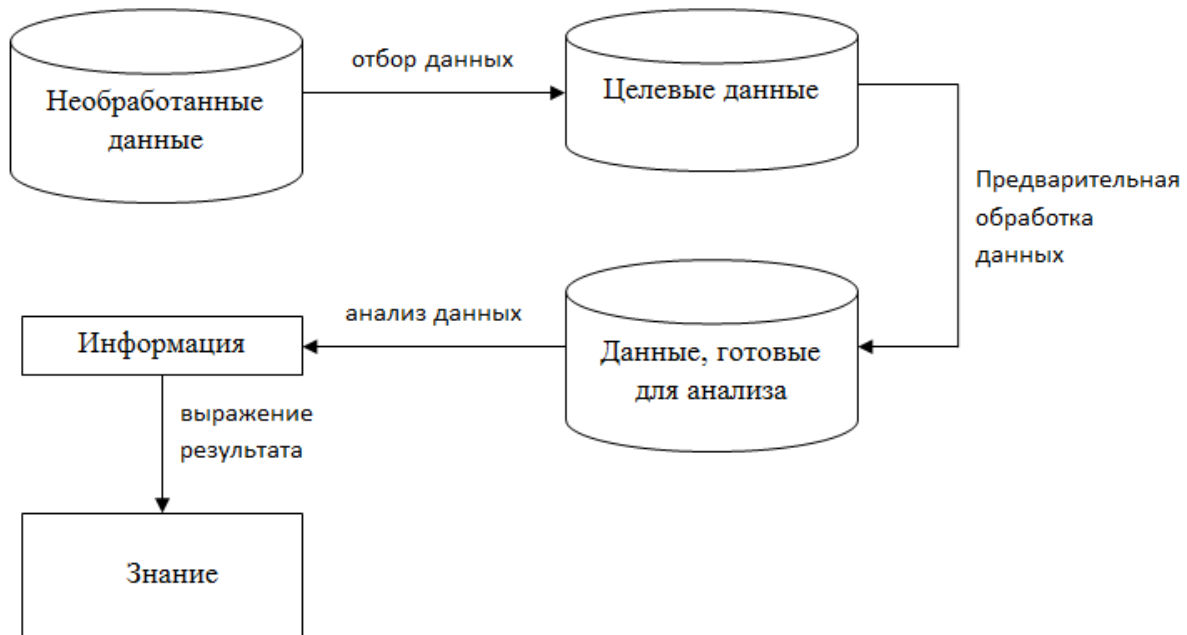 Необработанные
данные
отбор данных
Целевые данные
Предварительная
обработка
данных
Данные, готовые
для анализа
анализ данных
Информация
выражение
результата
Знание